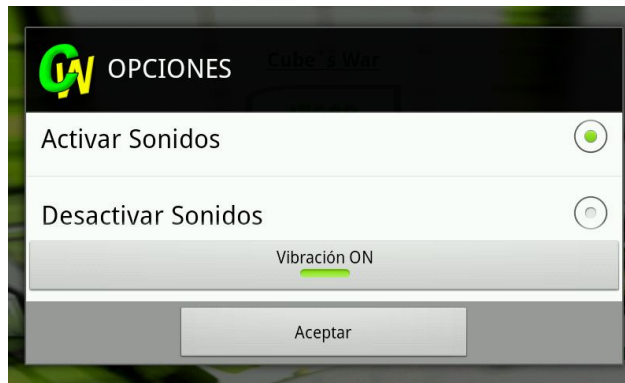 Cube´s War
CW OPCIONES
Activar Sonidos
Desactivar Sonidos
Vibración ON
Aceptar